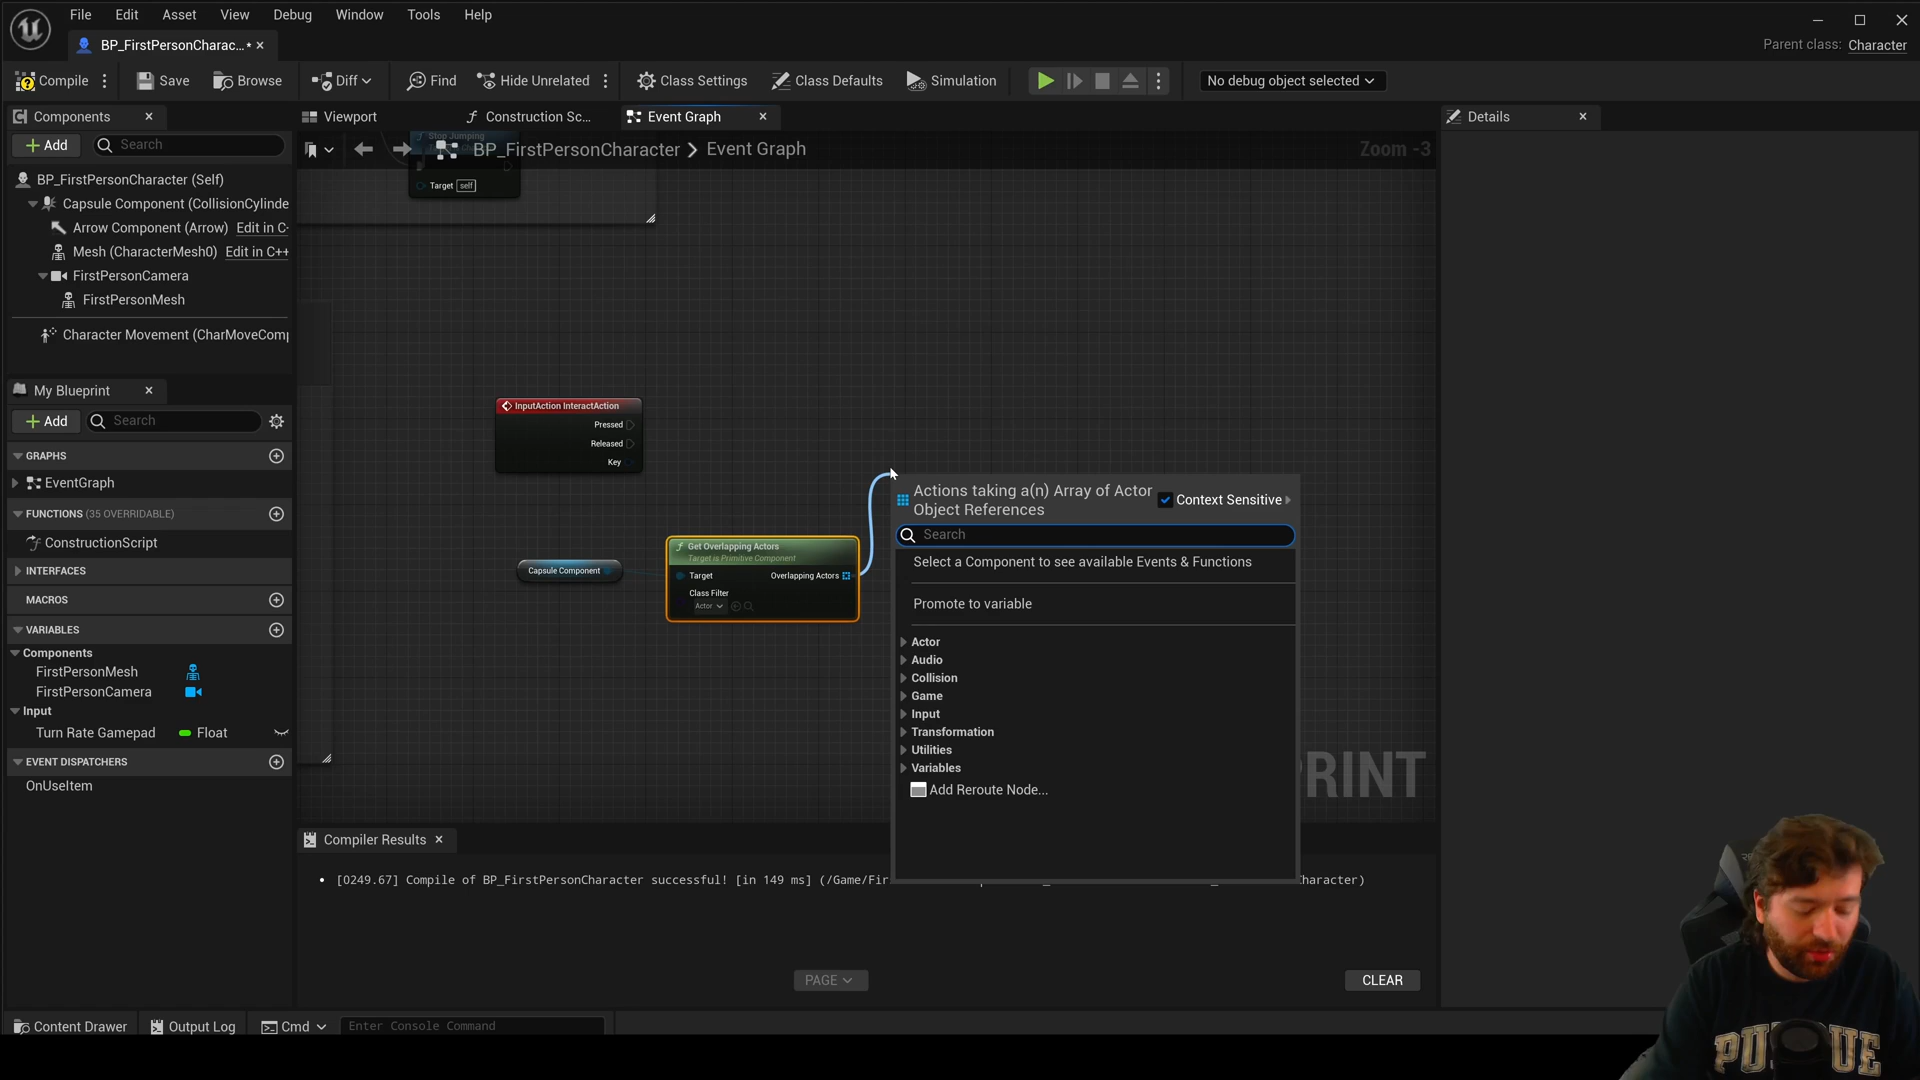 File Edit Asset View Debug Window Tools Help
BP_FirstPersonCharac...*
Parent class: Character
Compile Save Browse Diff Find Hide Unrelated Class Settings Class Defaults Simulation No debug object selected
Components
Viewport
Construction Sc...
Event Graph
Details
+ Add
Search
BP_FirstPersonCharacter > Event Graph
Zoom -3
Stop Jumping
Target self
BP_FirstPersonCharacter (Self)
Capsule Component (CollisionCylinde
Arrow Component (Arrow) Edit in C
Mesh (CharacterMesh0) Edit in C++
FirstPersonCamera
FirstPersonMesh
Character Movement (CharMoveComp
My Blueprint
+ Add
Search
GRAPHS
EventGraph
FUNCTIONS (35 OVERRIDABLE)
ConstructionScript
INTERFACES
MACROS
VARIABLES
Components
FirstPersonMesh
FirstPersonCamera
Input
Turn Rate Gamepad Float
EVENT DISPATCHERS
OnUseItem
InputAction InteractAction
Pressed
Released
Key
Capsule Component
Get Overlapping Actors
Target is Primitive Component
Target Overlapping Actors
Class Filter
Actor
Actions taking a(n) Array of Actor
Object References
Context Sensitive
Search
Select a Component to see available Events & Functions
Promote to variable
Actor
Audio
Collision
Game
Input
Transformation
Utilities
Variables
Add Reroute Node...
RINT
Compiler Results
[0249.67] Compile of BP_FirstPersonCharacter successful! [in 149 ms] (/Game/Fir haracter)
PAGE
CLEAR
Content Drawer Output Log Cmd Enter Console Command